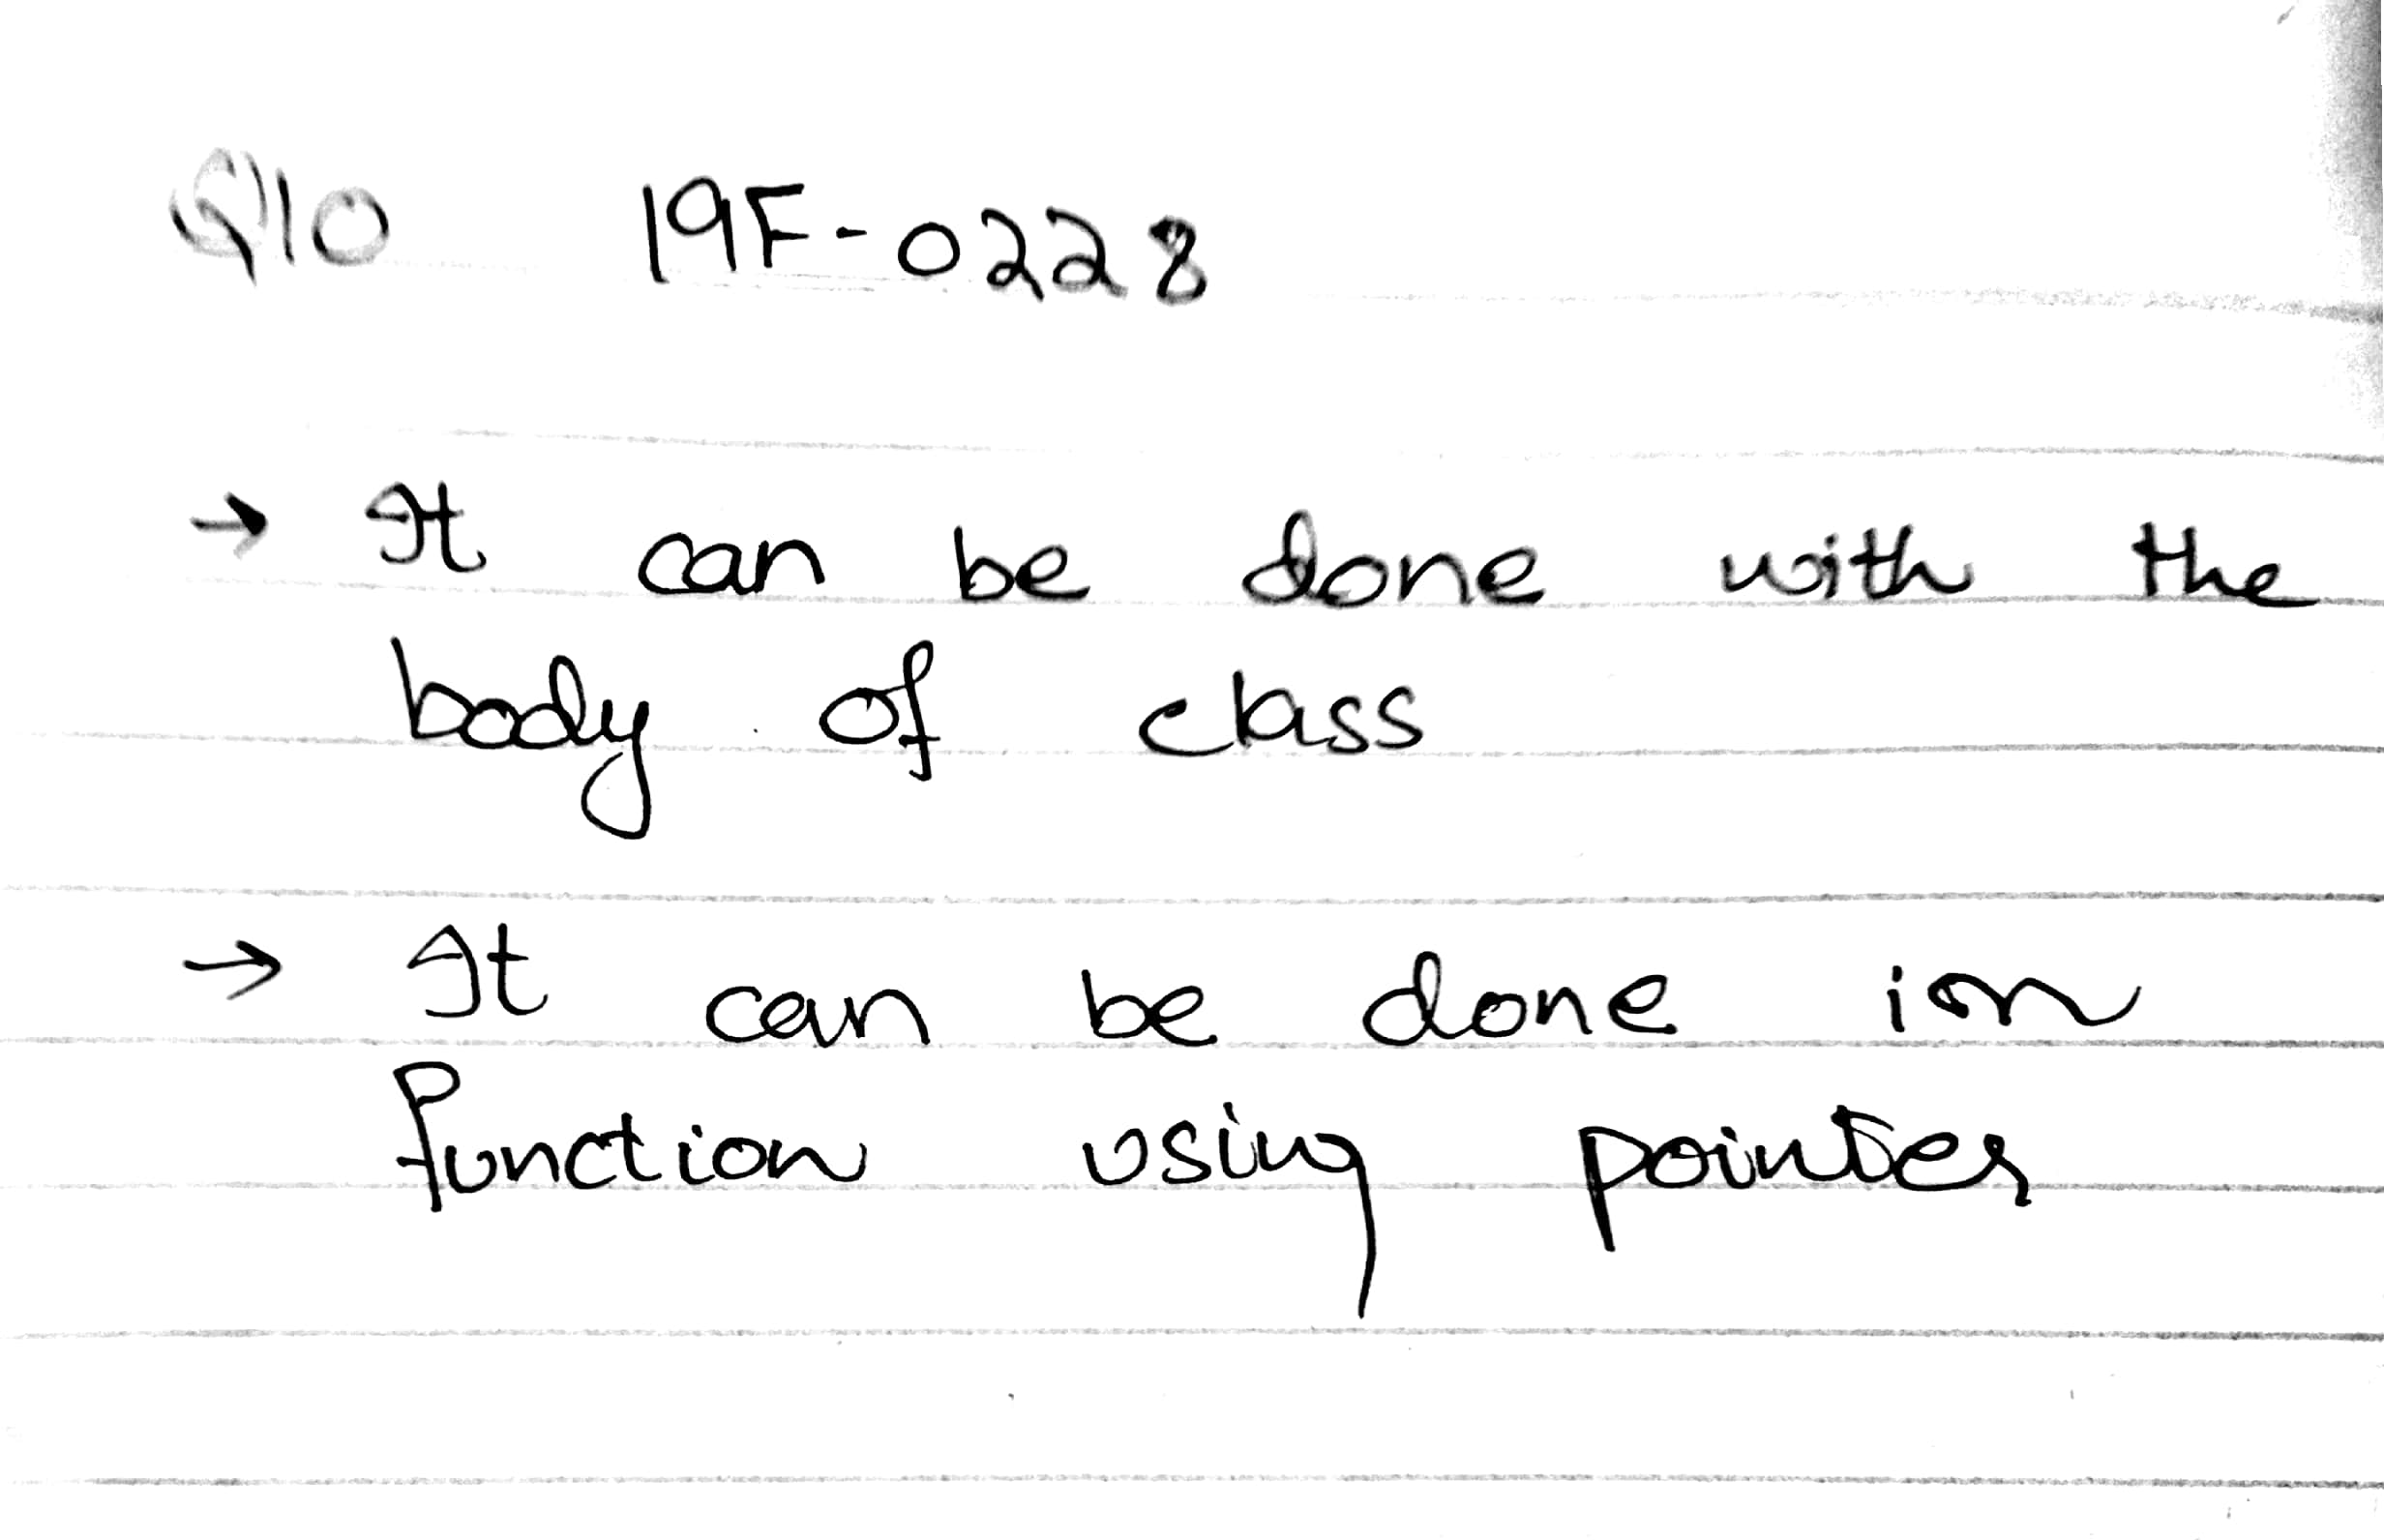 Q10 19F-0228
→ It can be done with the
body of class
→ It can be done ion
function using pointer